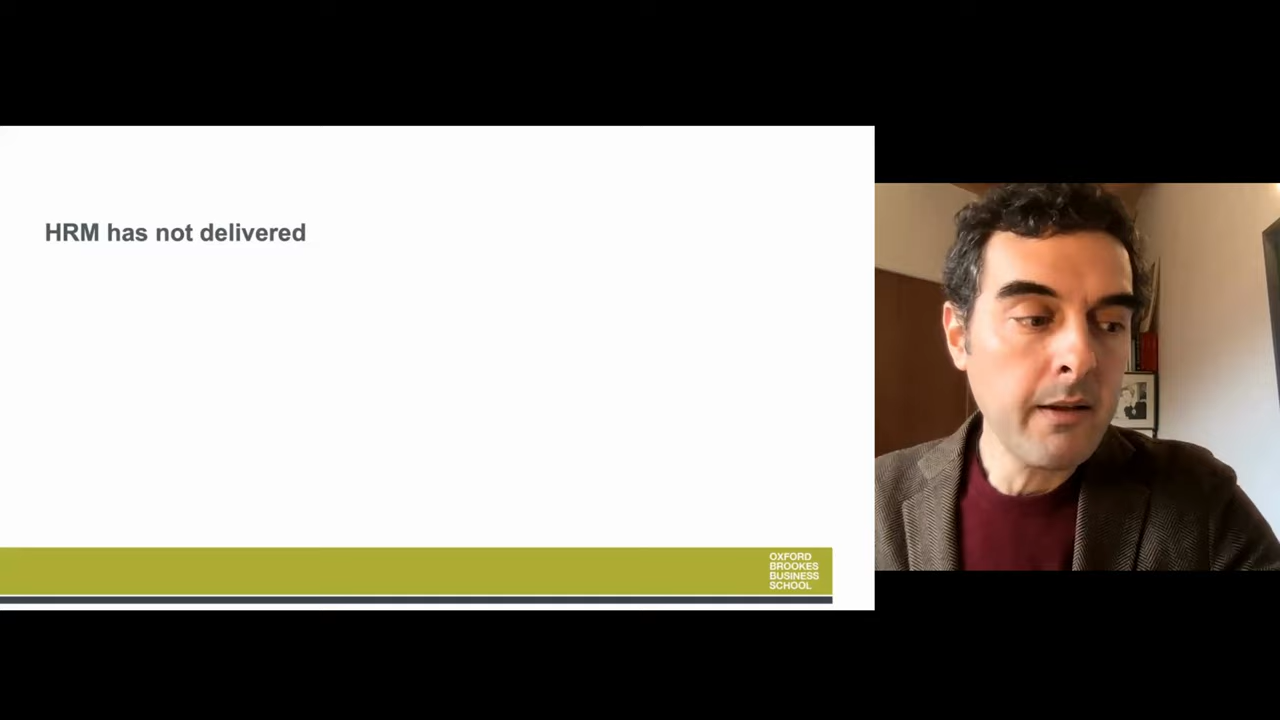 HRM has not delivered
OXFORD
BROOKES
BUSINESS
SCHOOL